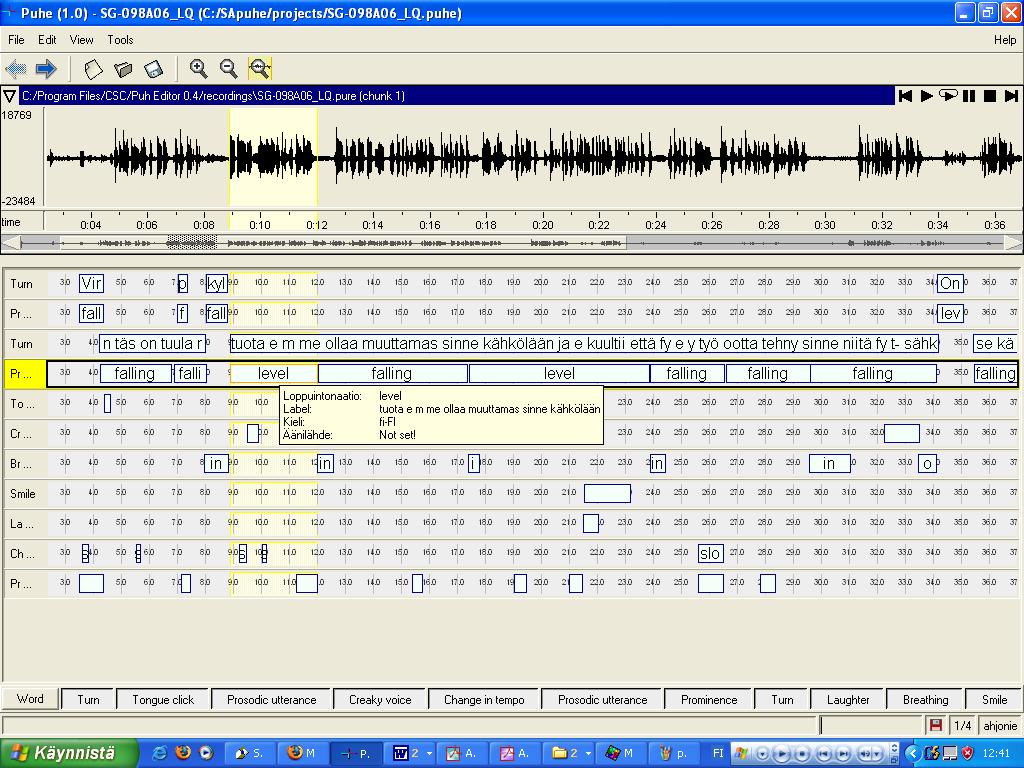 Puhe (1.0) - SG-098A06_LQ (C:/SApuhe/projects/SG-098A06_LQ.puhe)
File Edit View Tools Help
C:/Program Files/CSC/Puh Editor 0.4/recordings\SG-098A06_LQ.pure (chunk 1)
18769
-23484
time 0:04 0:06 0:08 0:10 0:12 0:14 0:16 0:18 0:20 0:22 0:24 0:26 0:28 0:30 0:32 0:34 0:36
Turn Vir p kyl On
Pr ... fall f fall lev
Turn n täs on tuula r tuota e m me ollaa muuttamas sinne kähkölään ja e kuultii että fy e y työ ootta tehny sinne niitä fy t- sähk se kä
Pr ... falling falli level falling level falling falling falling falling
Loppuintonaatio: level
Label: tuota e m me ollaa muuttamas sinne kähkölään
Kieli: fi-FI
Äänilähde: Not set!
To ...
Cr ...
Br ... in in i in in o
Smile
La ...
Ch ... s slo
Pr ...
Word Turn Tongue click Prosodic utterance Creaky voice Change in tempo Prosodic utterance Prominence Turn Laughter Breathing Smile
1/4 ahjonie
Käynnistä S. M P. 2 A. A. 2 M p. FI 12:41